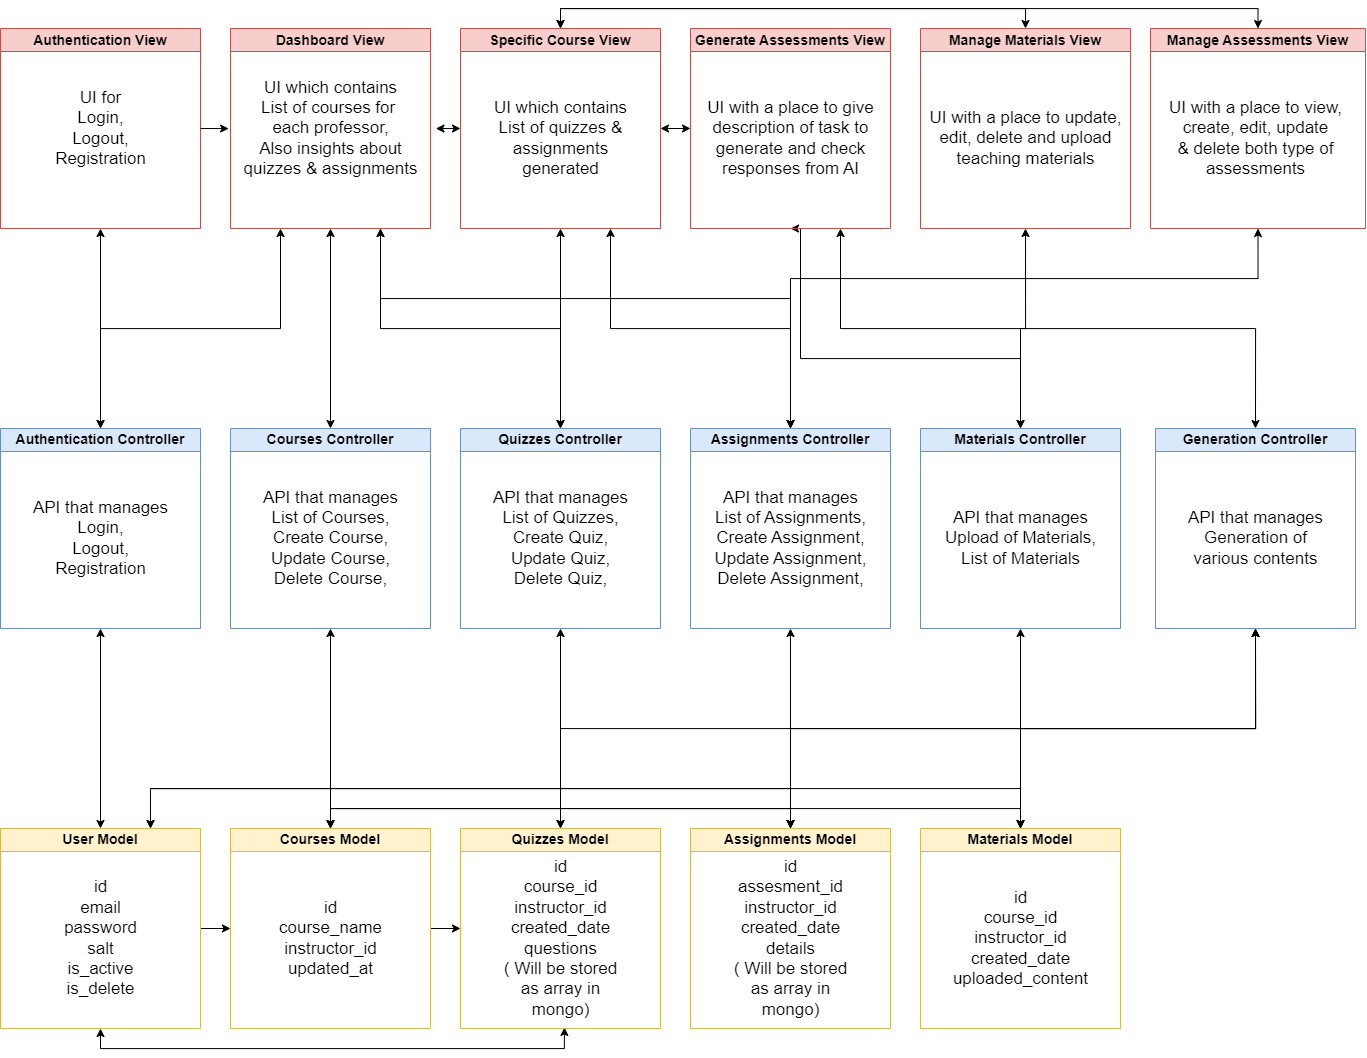 Authentication View
UI for
Login,
Logout,
Registration
Dashboard View
UI which contains
List of courses for
each professor,
Also insights about
quizzes & assignments
Specific Course View
UI which contains
List of quizzes &
assignments
generated
Generate Assessments View
UI with a place to give
description of task to
generate and check
responses from AI
Manage Materials View
UI with a place to update,
edit, delete and upload
teaching materials
Manage Assessments View
UI with a place to view,
create, edit, update
& delete both type of
assessments
Authentication Controller
API that manages
Login,
Logout,
Registration
Courses Controller
API that manages
List of Courses,
Create Course,
Update Course,
Delete Course,
Quizzes Controller
API that manages
List of Quizzes,
Create Quiz,
Update Quiz,
Delete Quiz,
Assignments Controller
API that manages
List of Assignments,
Create Assignment,
Update Assignment,
Delete Assignment,
Materials Controller
API that manages
Upload of Materials,
List of Materials
Generation Controller
API that manages
Generation of
various contents
User Model
id
email
password
salt
is_active
is_delete
Courses Model
id
course_name
instructor_id
updated_at
Quizzes Model
id
course_id
instructor_id
created_date
questions
( Will be stored
as array in
mongo)
Assignments Model
id
assesment_id
instructor_id
created_date
details
( Will be stored
as array in
mongo)
Materials Model
id
course_id
instructor_id
created_date
uploaded_content